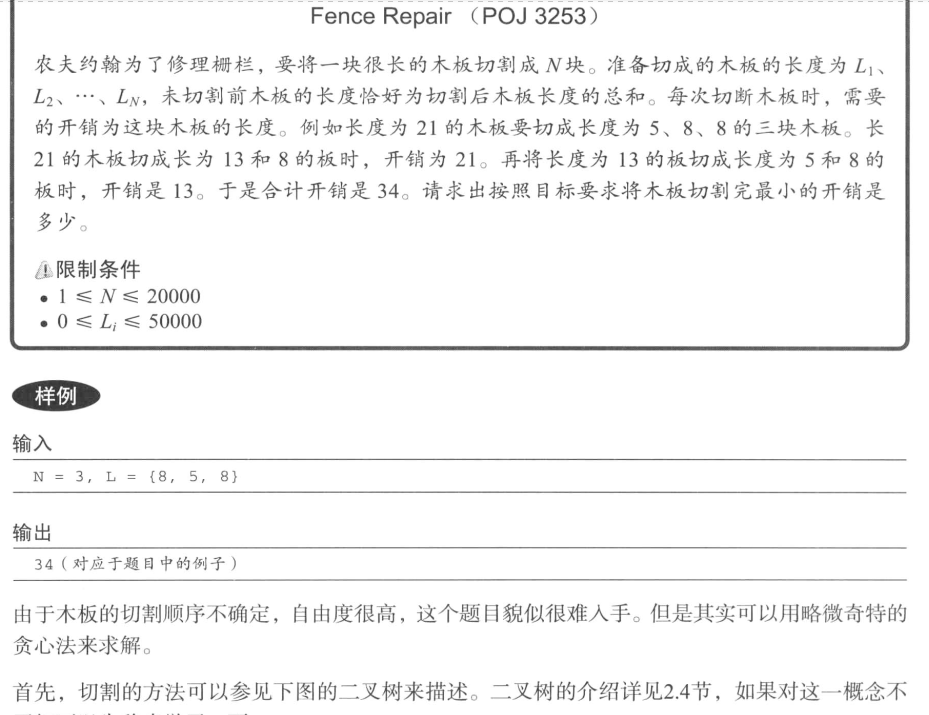 Fence Repair （POJ 3253）
农夫约翰为了修理栅栏，要将一块很长的木板切割成 N 块。准备切成的木板的长度为 L₁、
L₂、…、L_N，未切割前木板的长度恰好为切割后木板长度的总和。每次切断木板时，需要
的开销为这块木板的长度。例如长度为 21 的木板要切成长度为 5、8、8 的三块木板。长
21 的木板切成长为 13 和 8 的板时，开销为 21。再将长度为 13 的板切成长度为 5 和 8 的
板时，开销是 13。于是合计开销是 34。请求出按照目标要求将木板切割完最小的开销是
多少。
限制条件
• 1 ≤ N ≤ 20000
• 0 ≤ Lᵢ ≤ 50000
样例
输入
N = 3, L = {8, 5, 8}
输出
34（对应于题目中的例子）
由于木板的切割顺序不确定，自由度很高，这个题目貌似很难入手。但是其实可以用略微奇特的
贪心法来求解。
首先，切割的方法可以参见下图的二叉树来描述。二叉树的介绍详见2.4节，如果对这一概念不